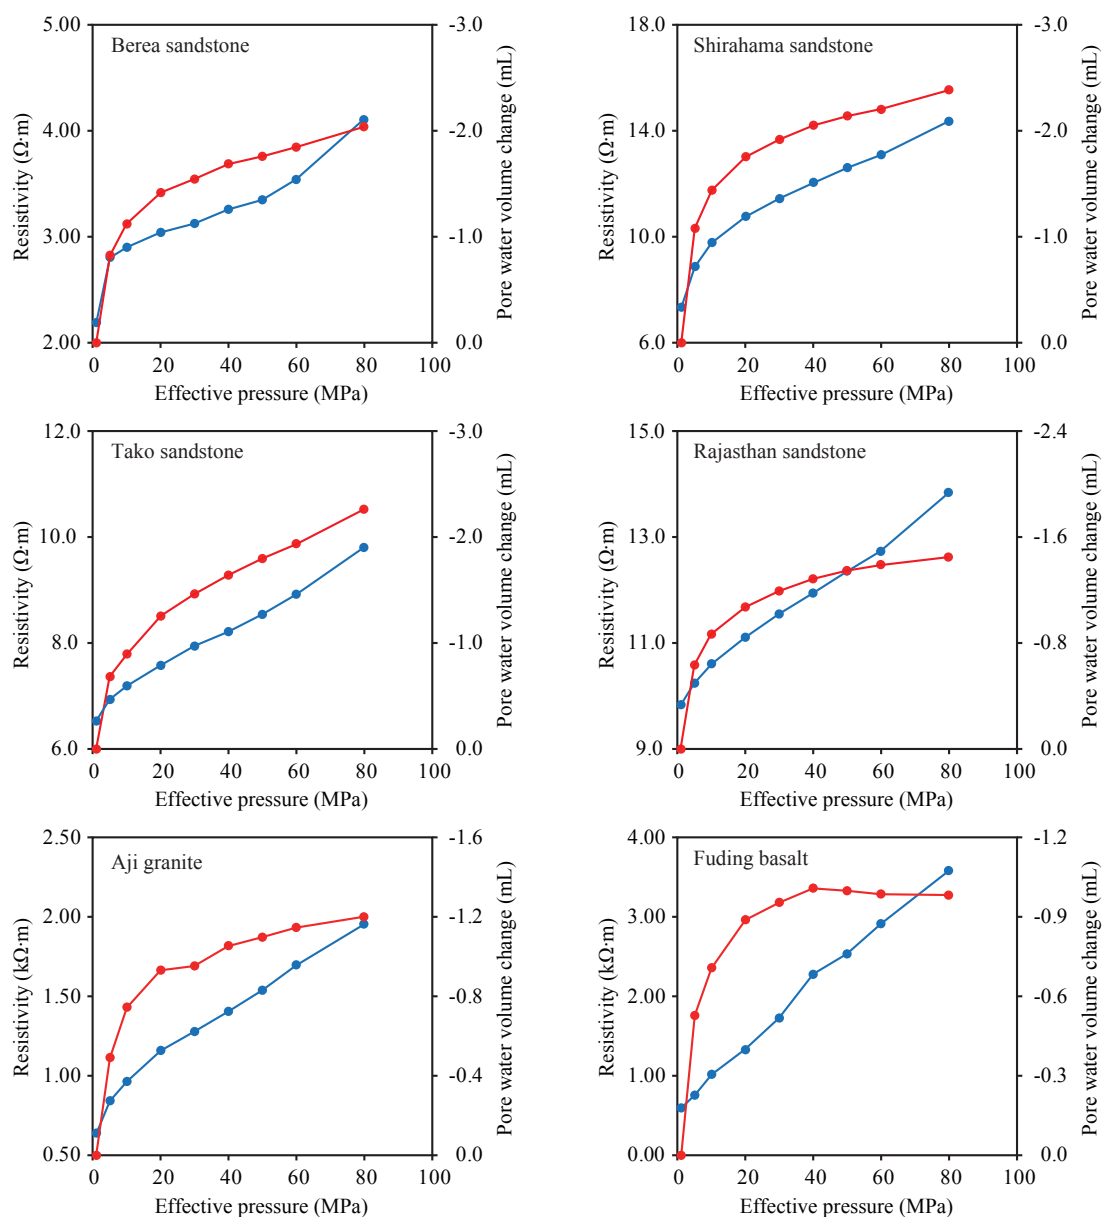 Berea sandstone
Resistivity (Ω·m)
5.00
4.00
3.00
2.00
-3.0
-2.0
-1.0
0.0
Pore water volume change (mL)
0 20 40 60 80 100
Effective pressure (MPa)
Shirahama sandstone
Resistivity (Ω·m)
18.0
14.0
10.0
6.0
-3.0
-2.0
-1.0
0.0
Pore water volume change (mL)
0 20 40 60 80 100
Effective pressure (MPa)
Tako sandstone
Resistivity (Ω·m)
12.0
10.0
8.0
6.0
-3.0
-2.0
-1.0
0.0
Pore water volume change (mL)
0 20 40 60 80 100
Effective pressure (MPa)
Rajasthan sandstone
Resistivity (Ω·m)
15.0
13.0
11.0
9.0
-2.4
-1.6
-0.8
0.0
Pore water volume change (mL)
0 20 40 60 80 100
Effective pressure (MPa)
Aji granite
Resistivity (kΩ·m)
2.50
2.00
1.50
1.00
0.50
-1.6
-1.2
-0.8
-0.4
0.0
Pore water volume change (mL)
0 20 40 60 80 100
Effective pressure (MPa)
Fuding basalt
Resistivity (kΩ·m)
4.00
3.00
2.00
1.00
0.00
-1.2
-0.9
-0.6
-0.3
0.0
Pore water volume change (mL)
0 20 40 60 80 100
Effective pressure (MPa)